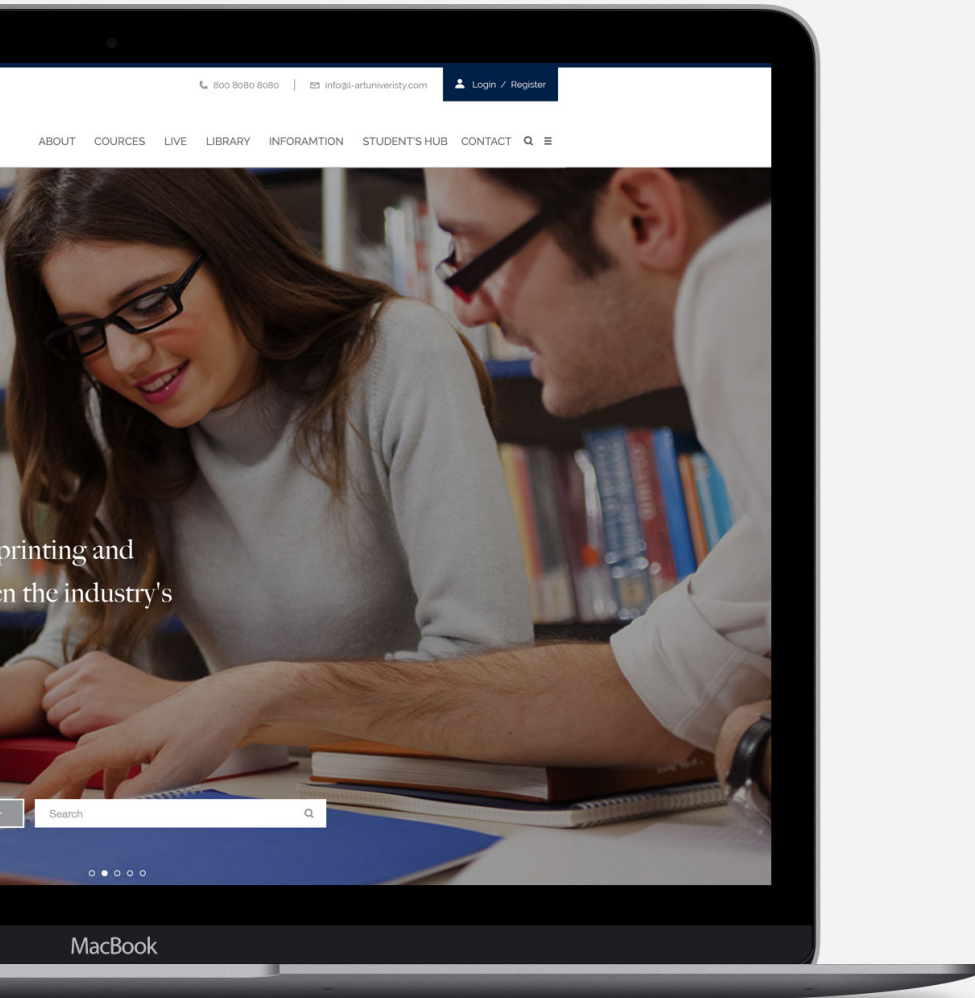 800 8080 8080 | info@l-artuniveristy.com Login / Register
ABOUT COURCES LIVE LIBRARY INFORAMTION STUDENT'S HUB CONTACT
printing and
en the industry's
Search
MacBook